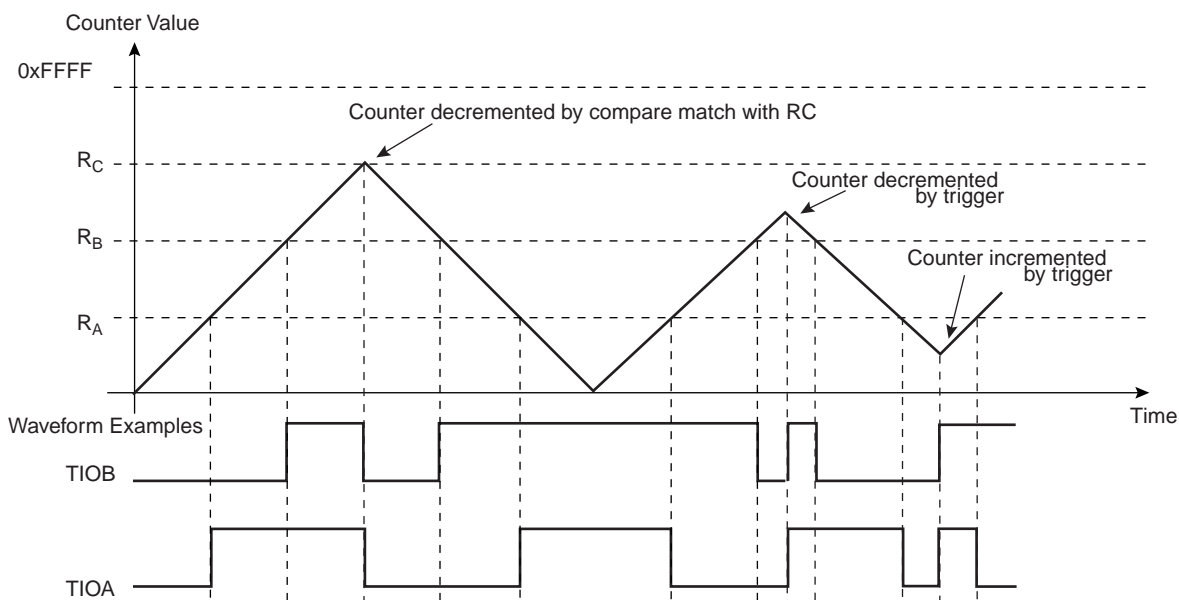 Counter Value
0xFFFF
Counter decremented by compare match with RC
RC
Counter decremented
by trigger
RB
Counter incremented
by trigger
RA
Time
Waveform Examples
TIOB
TIOA